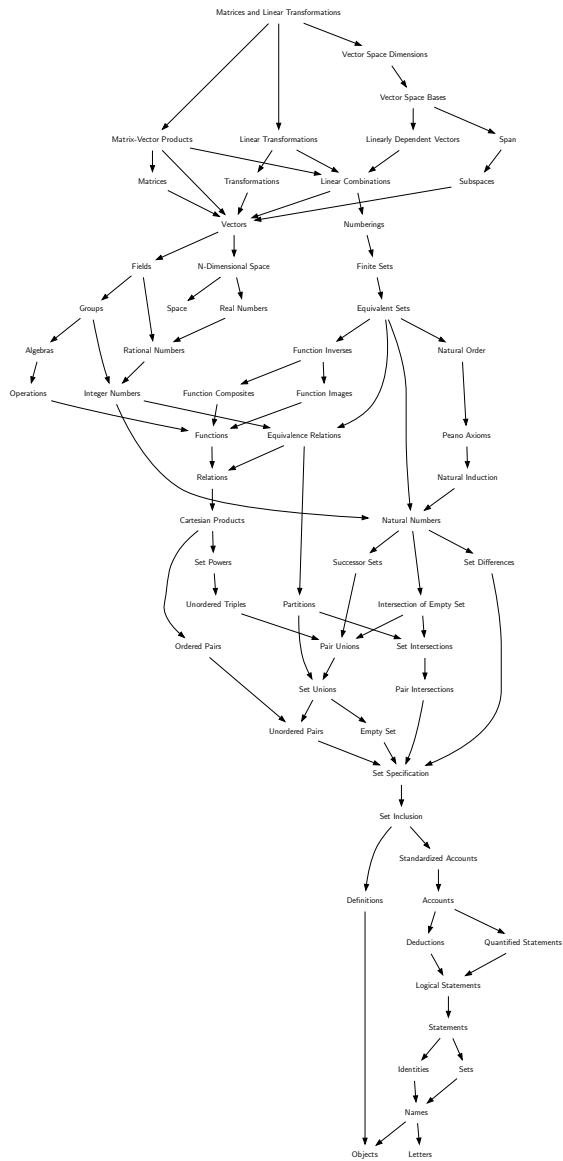 Matrices and Linear Transformations
Vector Space Dimensions
Vector Space Bases
Matrix-Vector Products
Linear Transformations
Linearly Dependent Vectors
Span
Matrices
Transformations
Linear Combinations
Subspaces
Vectors
Numberings
Fields
N-Dimensional Space
Finite Sets
Groups
Space
Real Numbers
Equivalent Sets
Algebras
Rational Numbers
Function Inverses
Natural Order
Operations
Integer Numbers
Function Composites
Function Images
Functions
Equivalence Relations
Peano Axioms
Relations
Natural Induction
Cartesian Products
Natural Numbers
Set Powers
Successor Sets
Set Differences
Unordered Triples
Partitions
Intersection of Empty Set
Ordered Pairs
Pair Unions
Set Intersections
Set Unions
Pair Intersections
Unordered Pairs
Empty Set
Set Specification
Set Inclusion
Standardized Accounts
Definitions
Accounts
Deductions
Quantified Statements
Logical Statements
Statements
Identities
Sets
Names
Objects
Letters